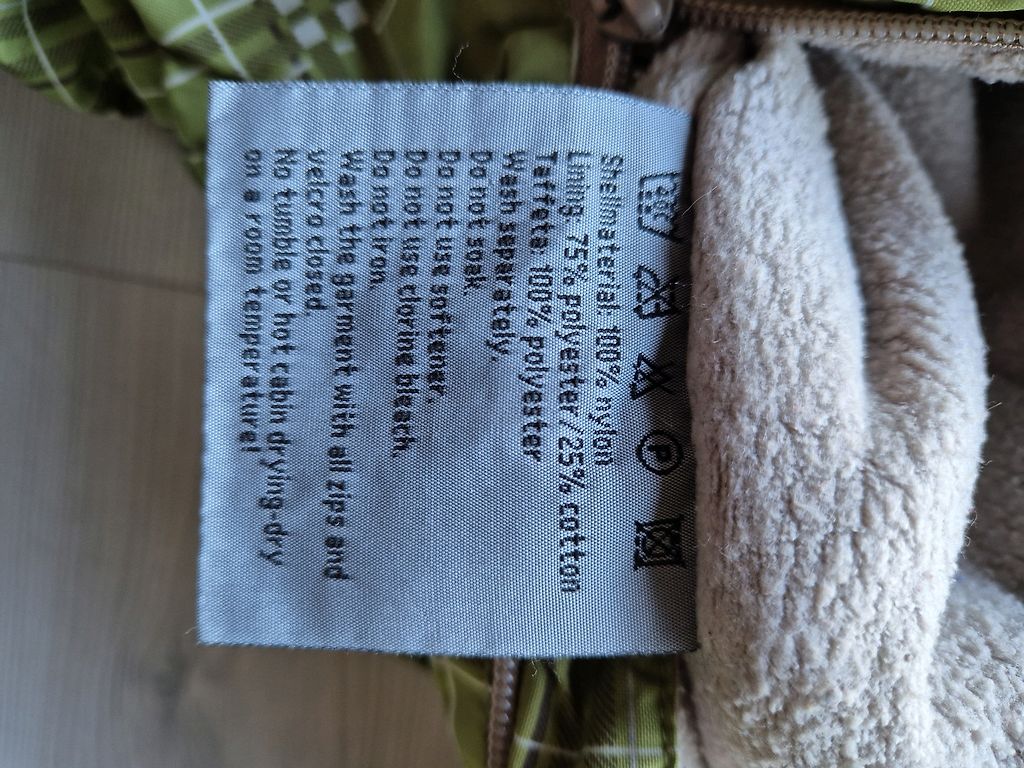 Shellmaterial: 100% nylon
Lining: 75% polyester/25% cotton
Taffeta: 100% polyester
Wash separately.
Do not soak.
Do not use softener.
Do not use clorine bleach.
Do not iron.
Wash the garment with all zips and
velcro closed
No tumble or hot cabin drying-dry
on a room temperature!